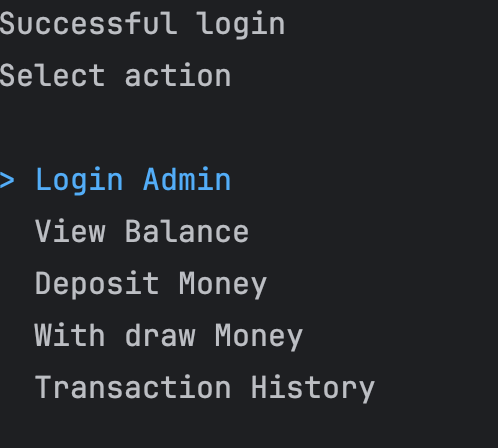 Successful login
Select action
> Login Admin
View Balance
Deposit Money
With draw Money
Transaction History